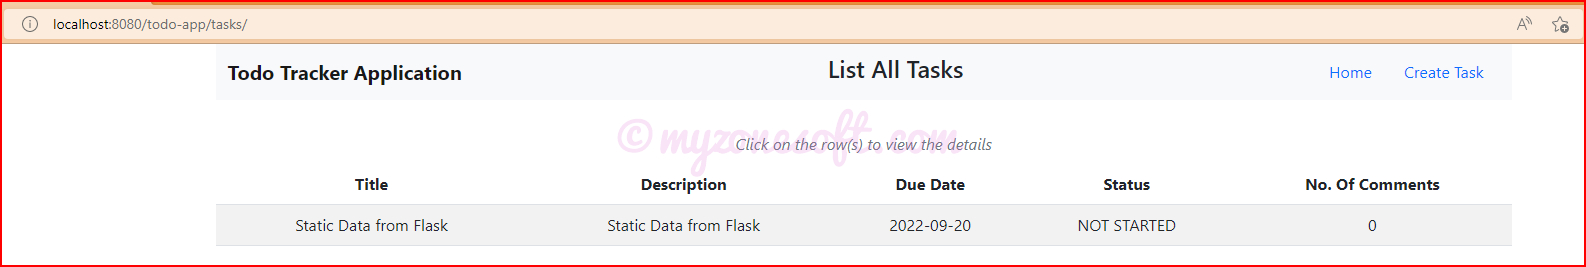 localhost:8080/todo-app/tasks/
Todo Tracker Application List All Tasks Home Create Task
© myzonesoft.com
Click on the row(s) to view the details
Title Description Due Date Status No. Of Comments
Static Data from Flask Static Data from Flask 2022-09-20 NOT STARTED 0